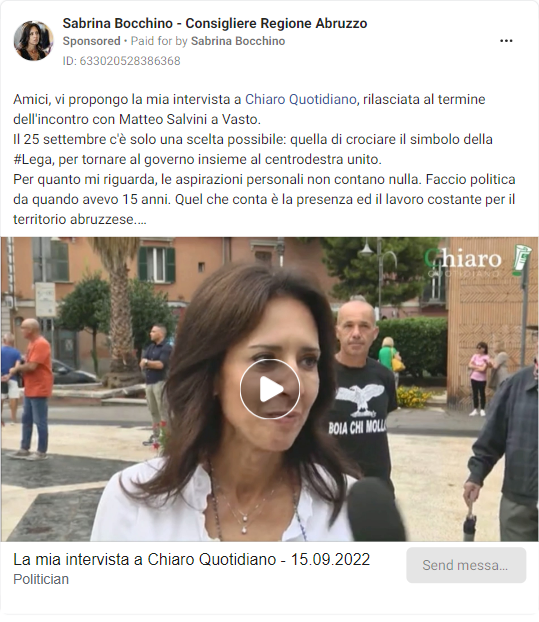 Sabrina Bocchino - Consigliere Regione Abruzzo
Sponsored • Paid for by Sabrina Bocchino
ID: 633020528386368
Amici, vi propongo la mia intervista a Chiaro Quotidiano, rilasciata al termine
dell'incontro con Matteo Salvini a Vasto.
Il 25 settembre c'è solo una scelta possibile: quella di crociare il simbolo della
#Lega, per tornare al governo insieme al centrodestra unito.
Per quanto mi riguarda, le aspirazioni personali non contano nulla. Faccio politica
da quando avevo 15 anni. Quel che conta è la presenza ed il lavoro costante per il
territorio abruzzese....
Chiaro
QUOTIDIANO
BOIA CHI MOLL
La mia intervista a Chiaro Quotidiano - 15.09.2022
Politician
Send messa...